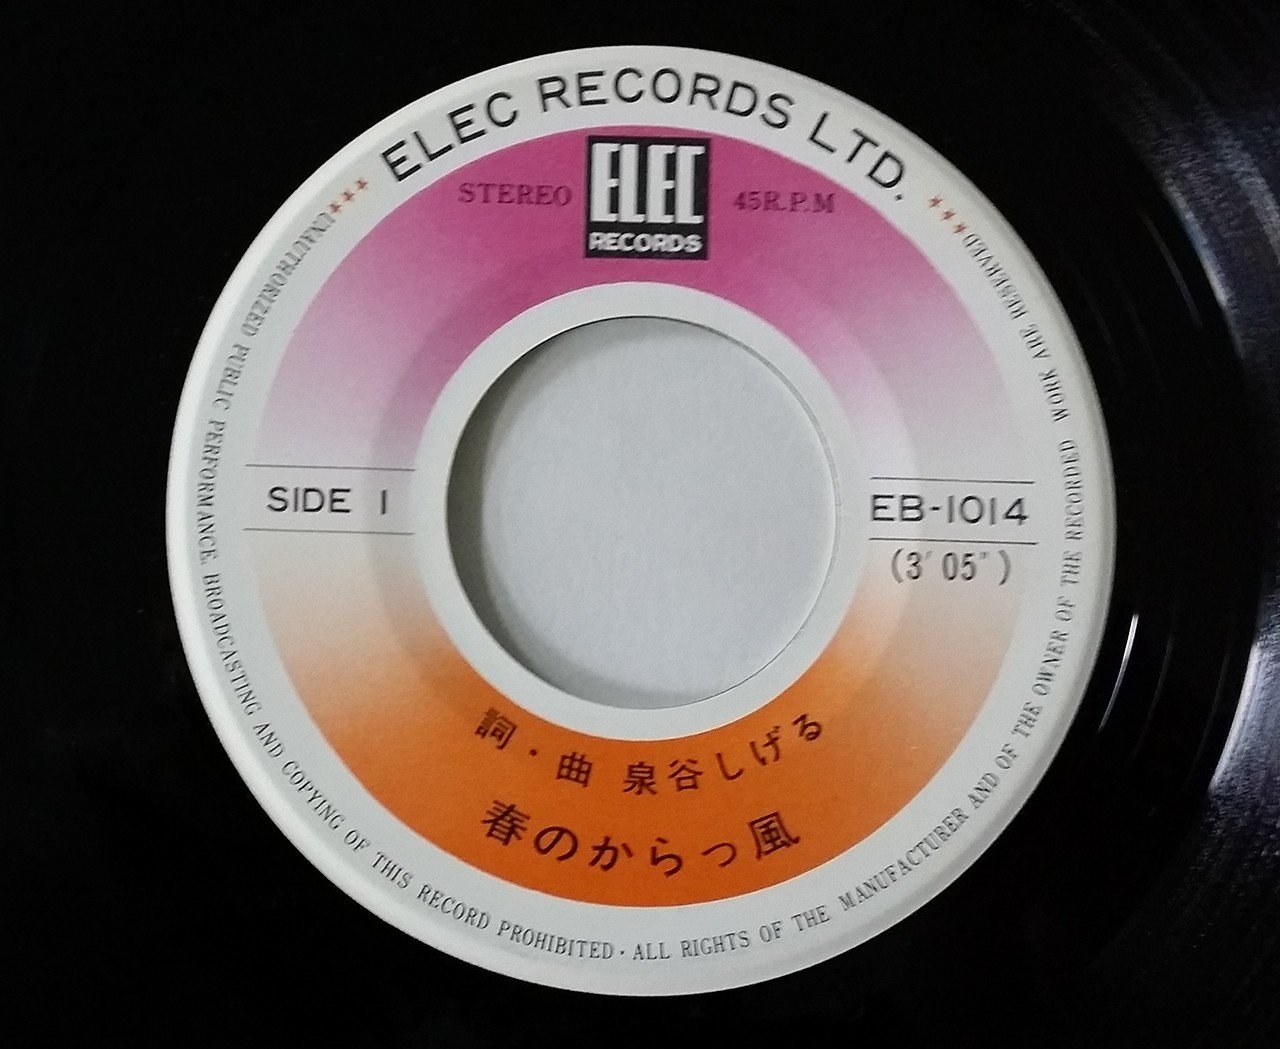 ELEC RECORDS LTD.
STEREO
ELEC
RECORDS
45R.P.M
SIDE 1
EB-1014
(3′05″)
詞・曲 泉谷しげる
春のからっ風
UNAUTHORIZED PUBLIC PERFORMANCE. BROADCASTING AND COPYING OF THIS RECORD PROHIBITED・ALL RIGHTS OF THE MANUFACTURER AND OF THE OWNER OF THE RECORDED WORK ARE RESERVED